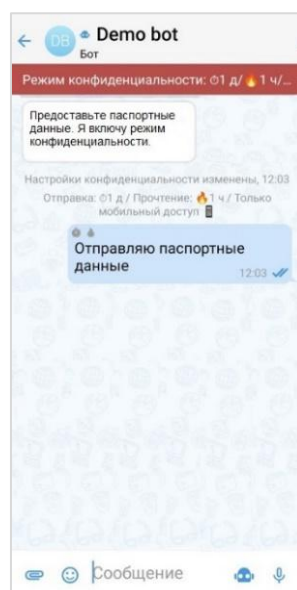 DB
Demo bot
Бот
Режим конфиденциальности: ⏱1 д/🔥1 ч/...
Предоставьте паспортные
данные. Я включу режим
конфиденциальности.
Настройки конфиденциальности изменены, 12:03
Отправка: ⏱1 д / Прочтение: 🔥1 ч / Только
мобильный доступ 📱
Отправляю паспортные
данные
12:03
Сообщение